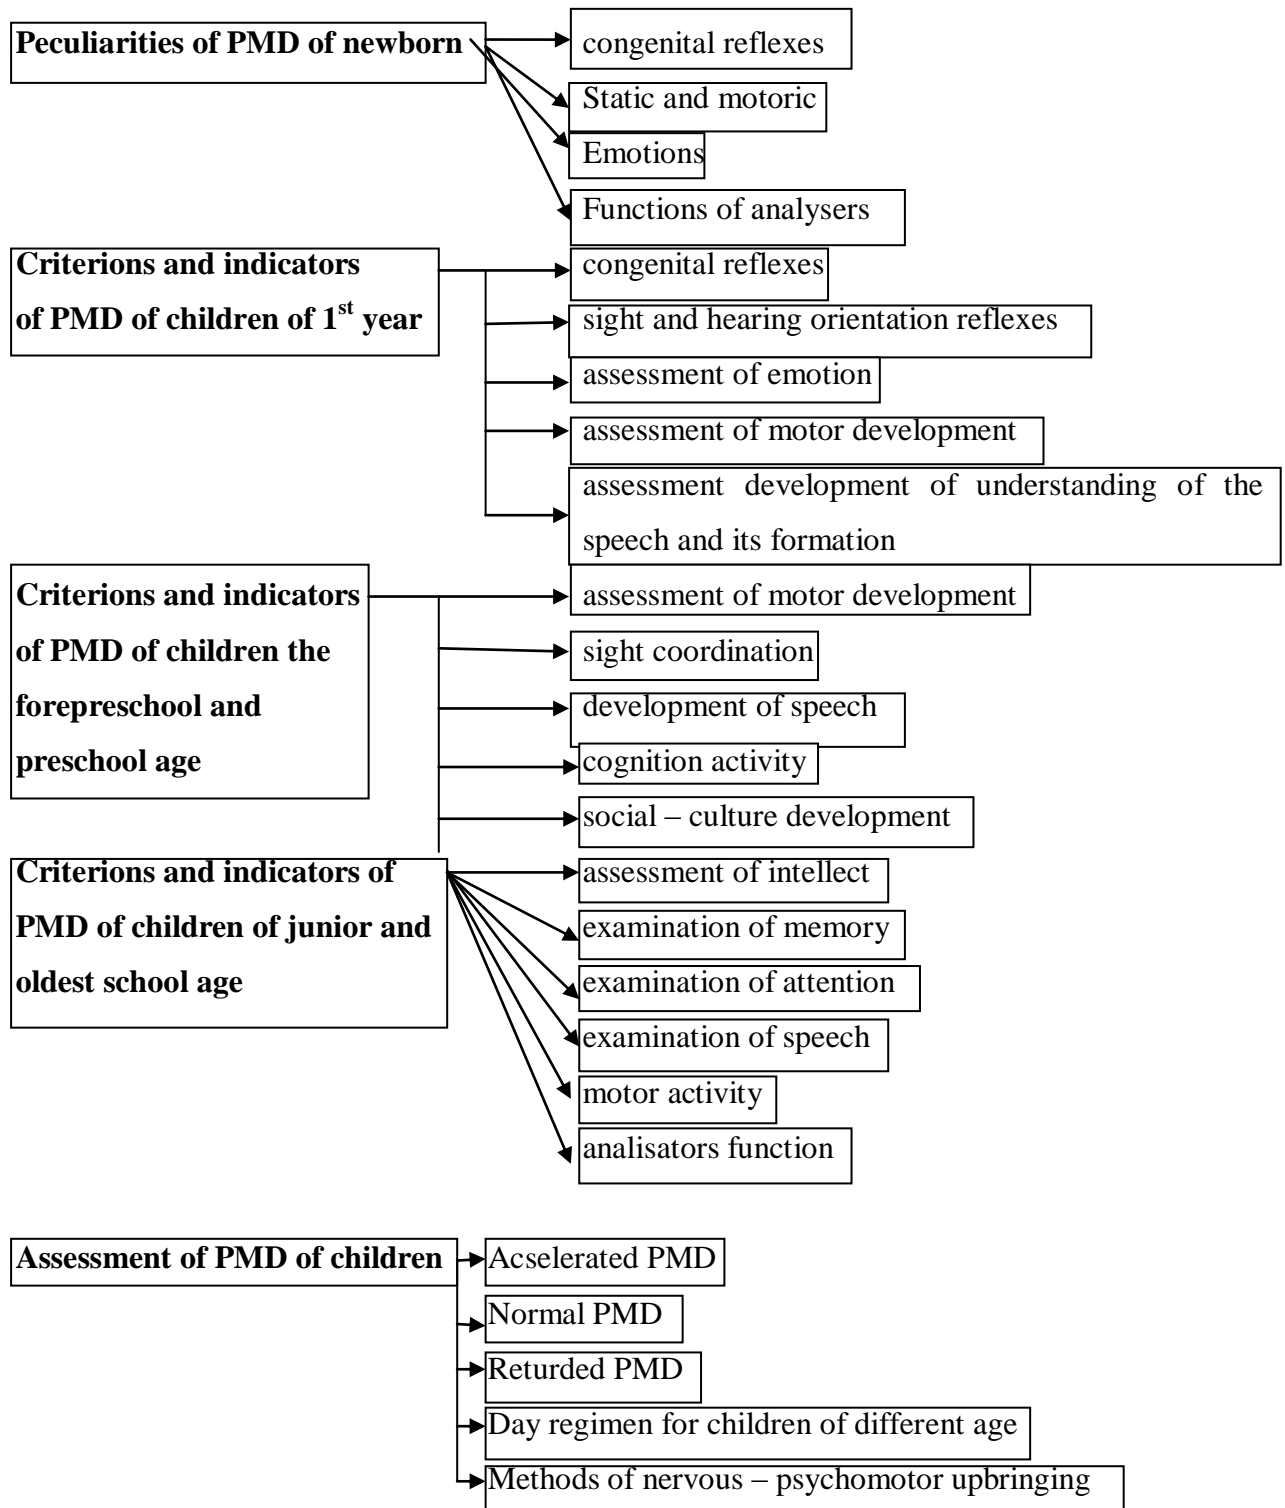 Peculiarities of PMD of newborn
congenital reflexes
Static and motoric
Emotions
Functions of analysers
Criterions and indicators
of PMD of children of 1st year
congenital reflexes
sight and hearing orientation reflexes
assessment of emotion
assessment of motor development
assessment development of understanding of the
speech and its formation
Criterions and indicators
of PMD of children the
forepreschool and
preschool age
assessment of motor development
sight coordination
development of speech
cognition activity
social – culture development
Criterions and indicators of
PMD of children of junior and
oldest school age
assessment of intellect
examination of memory
examination of attention
examination of speech
motor activity
analisators function
Assessment of PMD of children
Acselerated PMD
Normal PMD
Returded PMD
Day regimen for children of different age
Methods of nervous – psychomotor upbringing